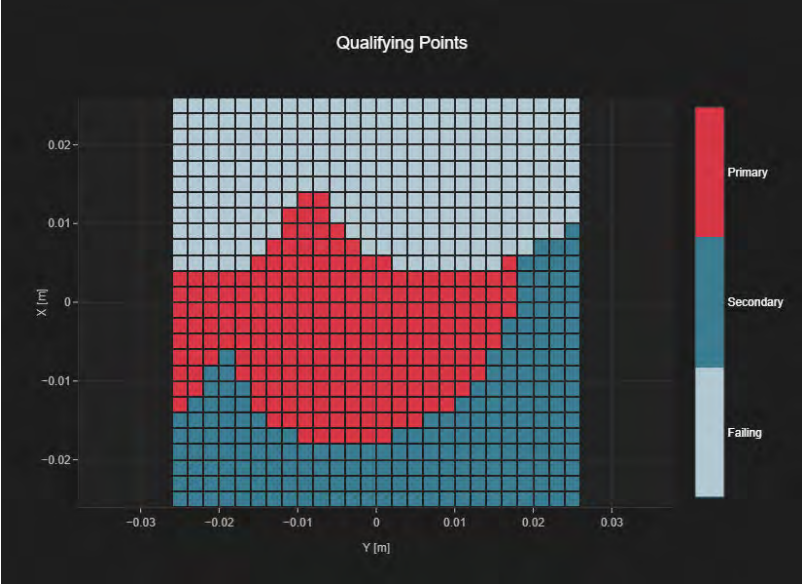 Qualifying Points
0.02
0.01
0
−0.01
−0.02
X [m]
−0.03
−0.02
−0.01
0
0.01
0.02
0.03
Y [m]
Primary
Secondary
Failing